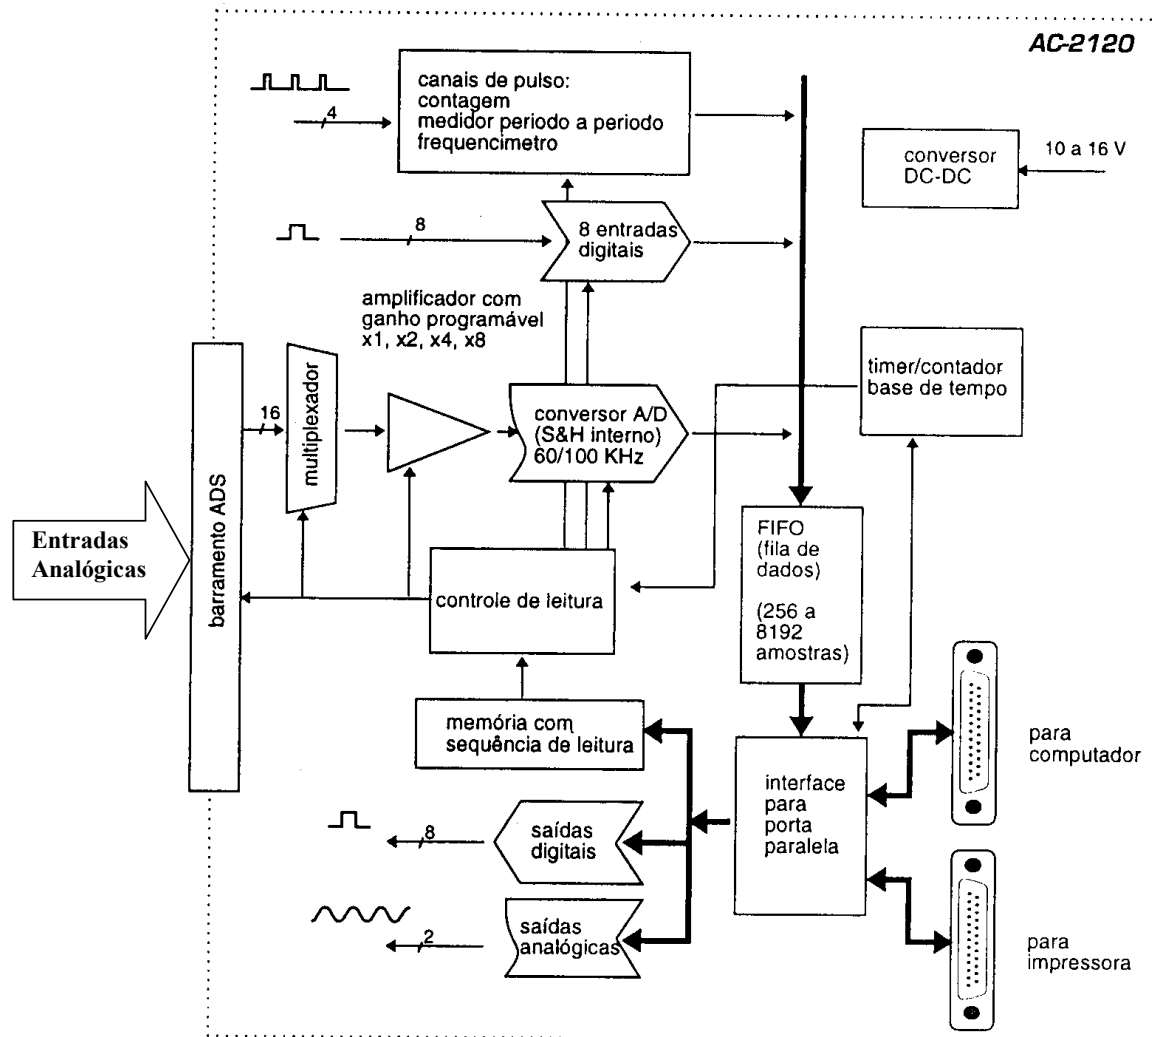 AC-2120
canais de pulso:
contagem
medidor periodo a periodo
frequencimetro
4
conversor
DC-DC
10 a 16 V
8
8 entradas
digitais
amplificador com
ganho programável
x1, x2, x4, x8
timer/contador
base de tempo
barramento ADS
16
multiplexador
conversor A/D
(S&H interno)
60/100 KHz
Entradas
Analógicas
FIFO
(fila de
dados)
(256 a
8192
amostras)
controle de leitura
memória com
sequência de leitura
interface
para
porta
paralela
para
computador
8
saídas
digitais
2
saídas
analógicas
para
impressora